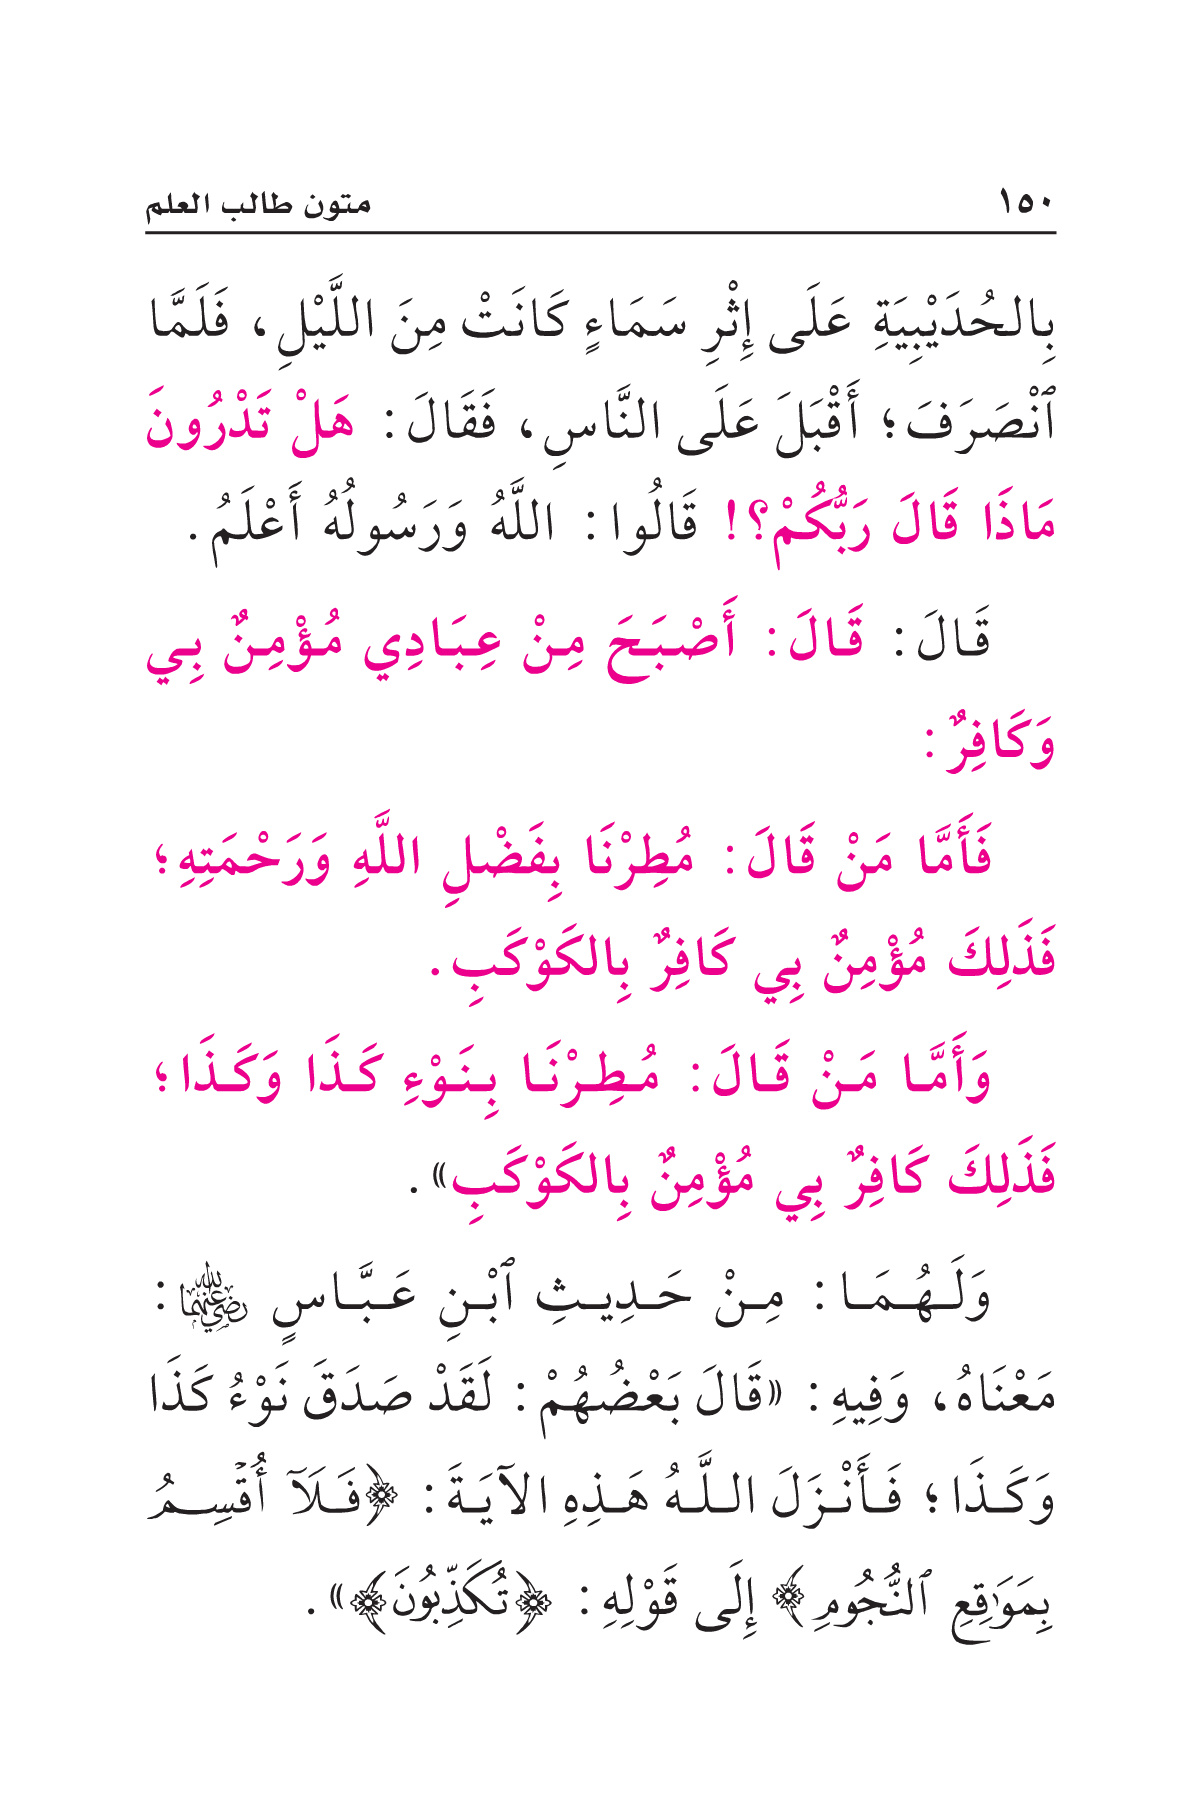 ١٥٠ متون طالب العلم
بِالحُدَيْبِيَةِ عَلَى إِثْرِ سَمَاءٍ كَانَتْ مِنَ اللَّيْلِ، فَلَمَّا
ٱنْصَرَفَ؛ أَقْبَلَ عَلَى النَّاسِ، فَقَالَ: هَلْ تَدْرُونَ
مَاذَا قَالَ رَبُّكُمْ؟! قَالُوا: اللَّهُ وَرَسُولُهُ أَعْلَمُ.
قَالَ: قَالَ: أَصْبَحَ مِنْ عِبَادِي مُؤْمِنٌ بِي
وَكَافِرٌ:
فَأَمَّا مَنْ قَالَ: مُطِرْنَا بِفَضْلِ اللَّهِ وَرَحْمَتِهِ؛
فَذَلِكَ مُؤْمِنٌ بِي كَافِرٌ بِالكَوْكَبِ.
وَأَمَّا مَنْ قَالَ: مُطِرْنَا بِنَوْءِ كَذَا وَكَذَا؛
فَذَلِكَ كَافِرٌ بِي مُؤْمِنٌ بِالكَوْكَبِ».
وَلَهُمَا: مِنْ حَدِيثِ ٱبْنِ عَبَّاسٍ رضي الله عنهما:
مَعْنَاهُ، وَفِيهِ: «قَالَ بَعْضُهُمْ: لَقَدْ صَدَقَ نَوْءُ كَذَا
وَكَذَا؛ فَأَنْزَلَ اللَّهُ هَذِهِ الآيَةَ: ﴿فَلَآ أُقْسِمُ
بِمَوَٰقِعِ ٱلنُّجُومِ﴾ إِلَى قَوْلِهِ: ﴿تُكَذِّبُونَ﴾».